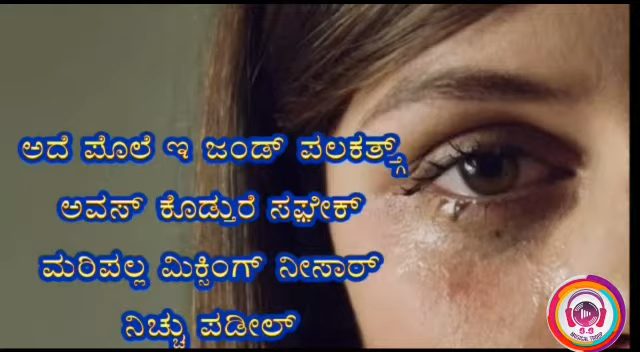 ಅದೆ ಪೊಲೆ ಇ ಜಂಡ್ ಪಲಕತ್ತ್ಗ್
ಅವಸ್ ಕೊಡ್ತುರೆ ಸಫೀಕ್
ಮರಿಪಲ್ಲ ಮಿಕ್ಸಿಂಗ್ ನೀಸಾರ್
ನಿಚ್ಚು ಪಡೀಲ್